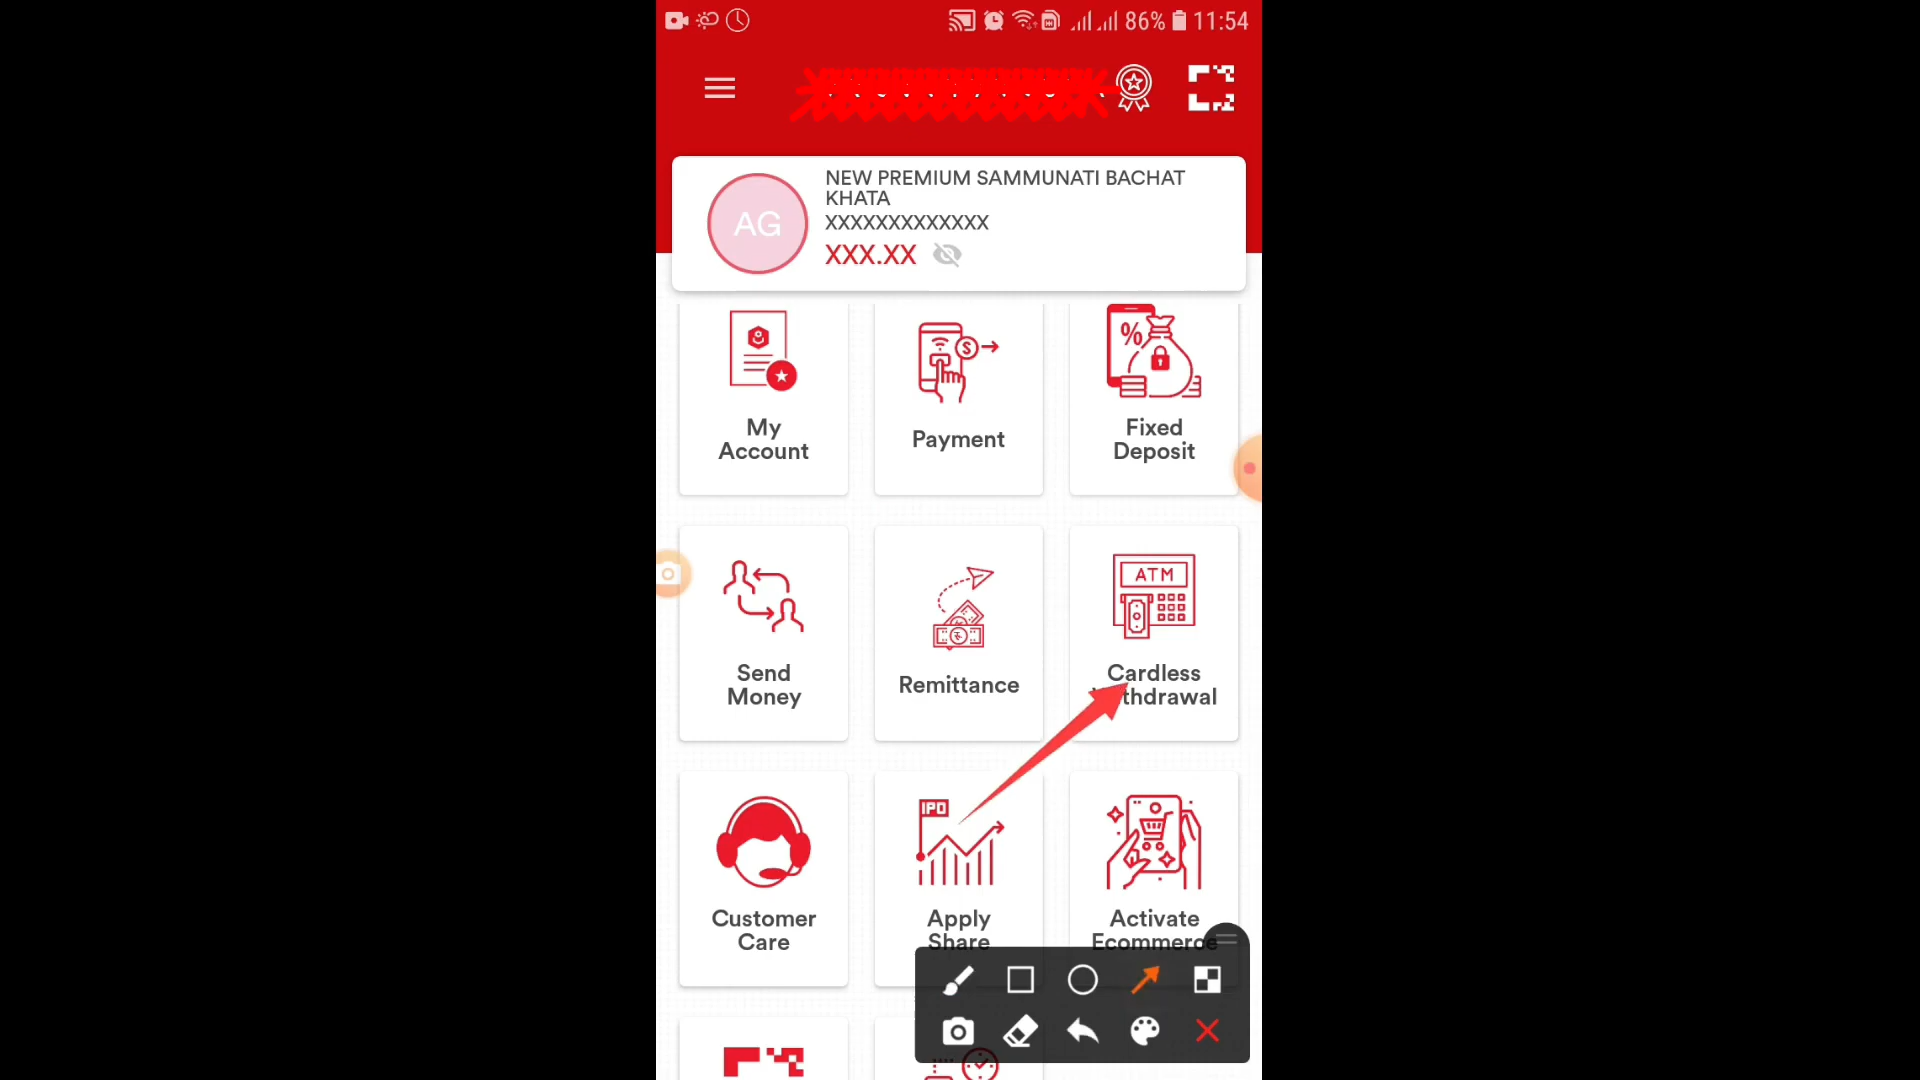 86% 11:54
NEW PREMIUM SAMMUNATI BACHAT
KHATA
XXXXXXXXXXXXX
XXX.XX
AG
My
Account
Payment
%
$
Fixed
Deposit
Send
Money
Remittance
ATM
Cardless
thdrawal
Customer
Care
IPO
Apply
Share
Activate
Ecommerce